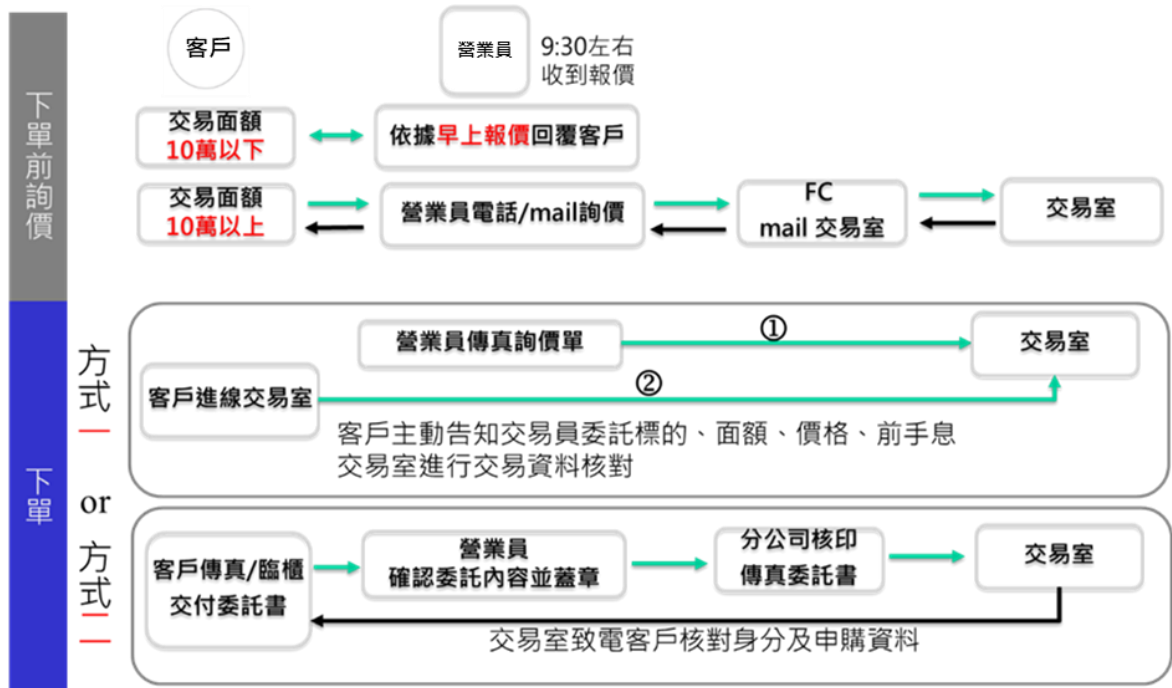 下單前詢價
客戶
營業員
9:30左右
收到報價
交易面額
10萬以下
依據早上報價回覆客戶
交易面額
10萬以上
營業員電話/mail詢價
FC
mail 交易室
交易室
下單
方式一
營業員傳真詢價單
①
交易室
客戶進線交易室
②
客戶主動告知交易員委託標的、面額、價格、前手息
交易室進行交易資料核對
or
方式二
客戶傳真/臨櫃
交付委託書
營業員
確認委託內容並蓋章
分公司核印
傳真委託書
交易室
交易室致電客戶核對身分及申購資料